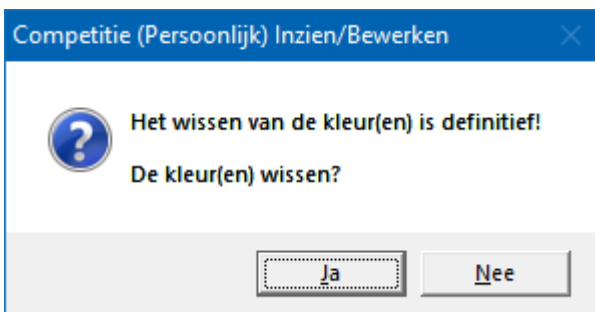 Competitie (Persoonlijk) Inzien/Bewerken
Het wissen van de kleur(en) is definitief!
De kleur(en) wissen?
Ja
Nee